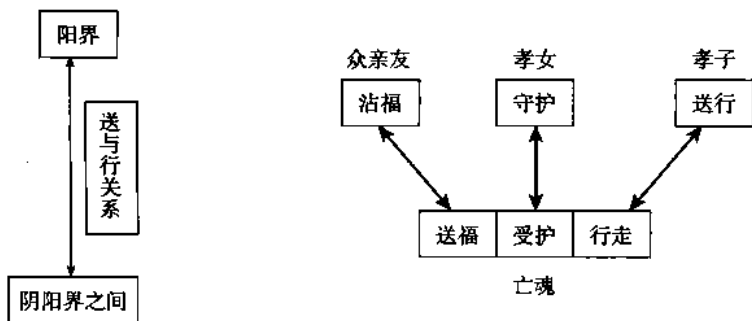 阳界
送与行关系
阴阳界之间
众亲友 孝女 孝子
沾福 守护 送行
送福 受护 行走
亡魂